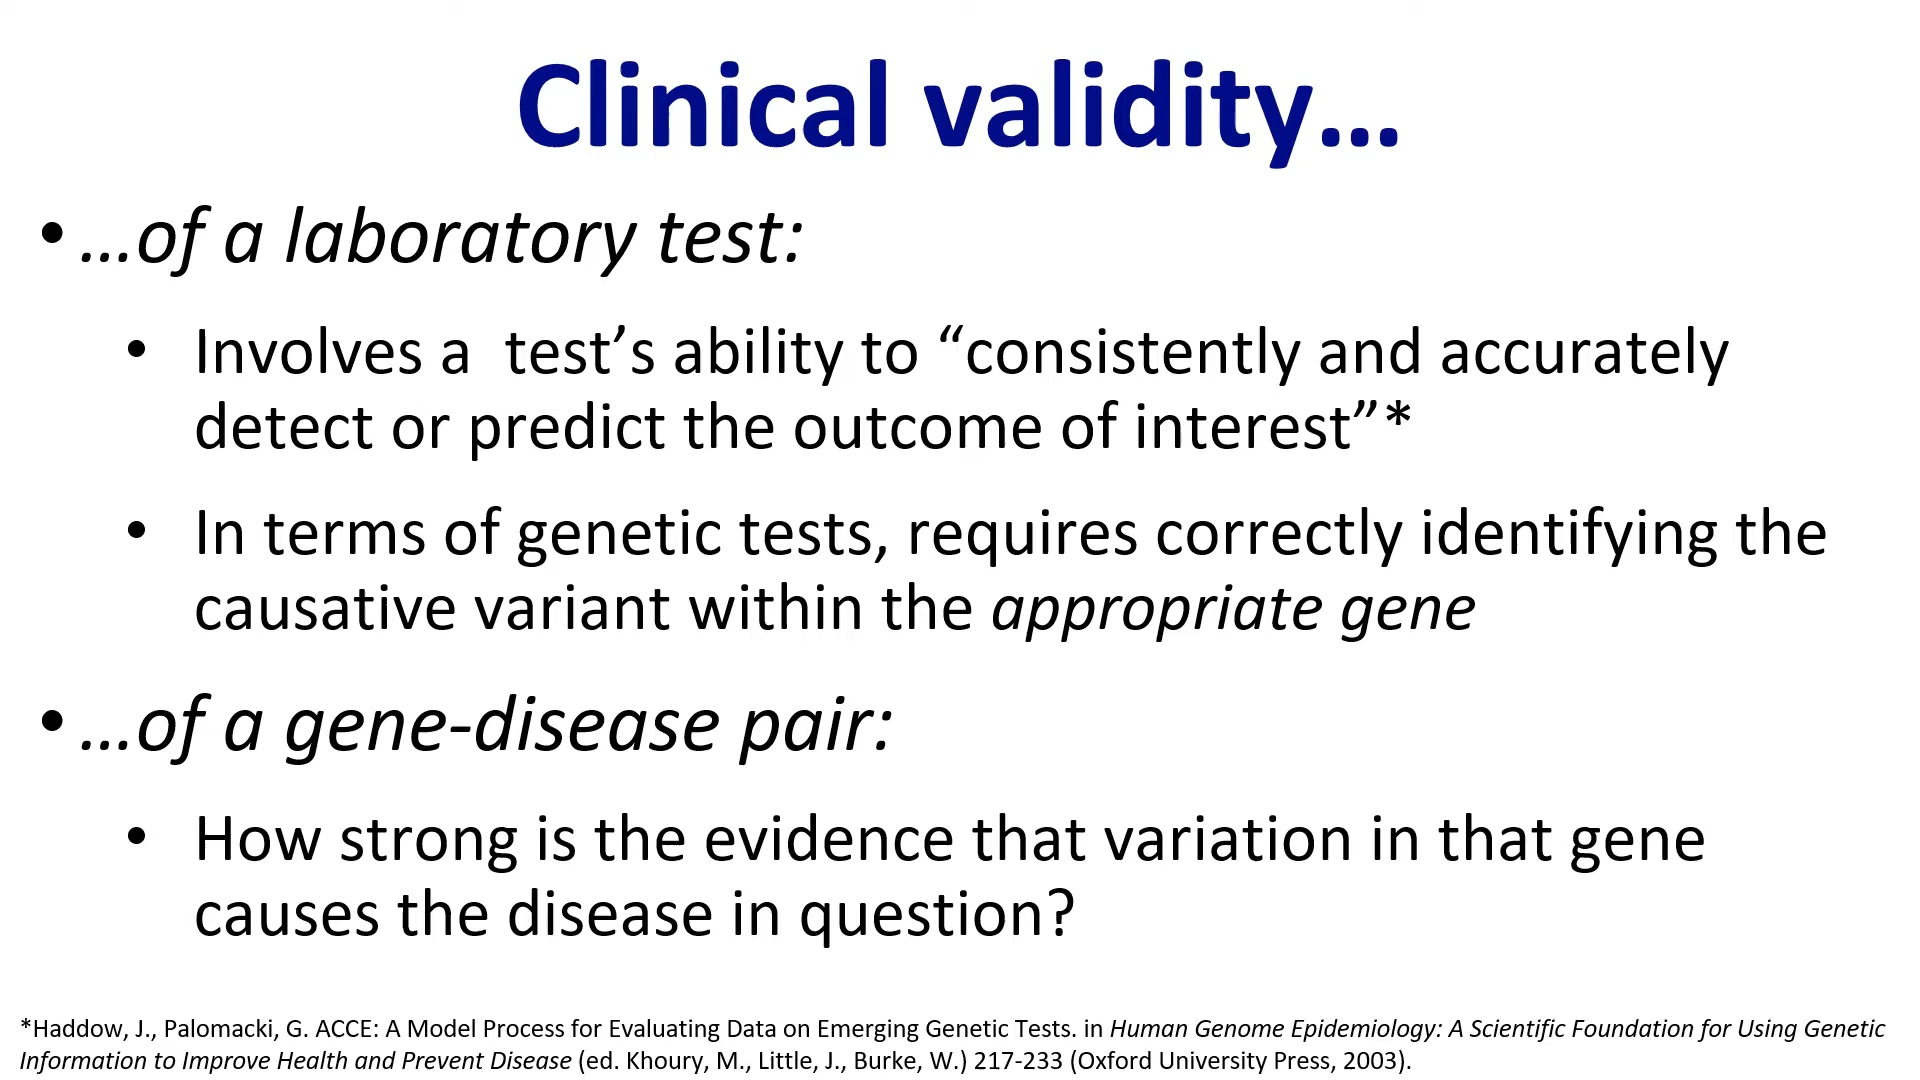 Clinical validity...
• ...of a laboratory test:
• Involves a  test’s ability to “consistently and accurately
detect or predict the outcome of interest”*
• In terms of genetic tests, requires correctly identifying the
causative variant within the appropriate gene
• ...of a gene-disease pair:
• How strong is the evidence that variation in that gene
causes the disease in question?
*Haddow, J., Palomacki, G. ACCE: A Model Process for Evaluating Data on Emerging Genetic Tests. in Human Genome Epidemiology: A Scientific Foundation for Using Genetic
Information to Improve Health and Prevent Disease (ed. Khoury, M., Little, J., Burke, W.) 217-233 (Oxford University Press, 2003).